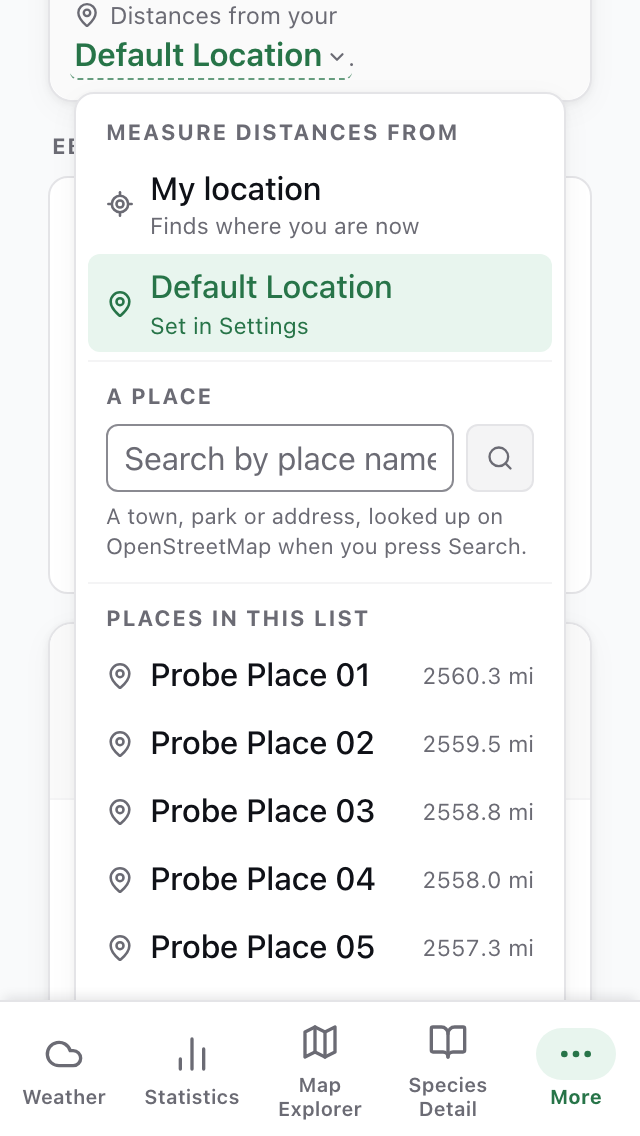 Distances from your
Default Location .
MEASURE DISTANCES FROM
My location
Finds where you are now
Default Location
Set in Settings
A PLACE
Search by place name
A town, park or address, looked up on
OpenStreetMap when you press Search.
PLACES IN THIS LIST
Probe Place 01 2560.3 mi
Probe Place 02 2559.5 mi
Probe Place 03 2558.8 mi
Probe Place 04 2558.0 mi
Probe Place 05 2557.3 mi
Weather
Statistics
Map
Explorer
Species
Detail
More